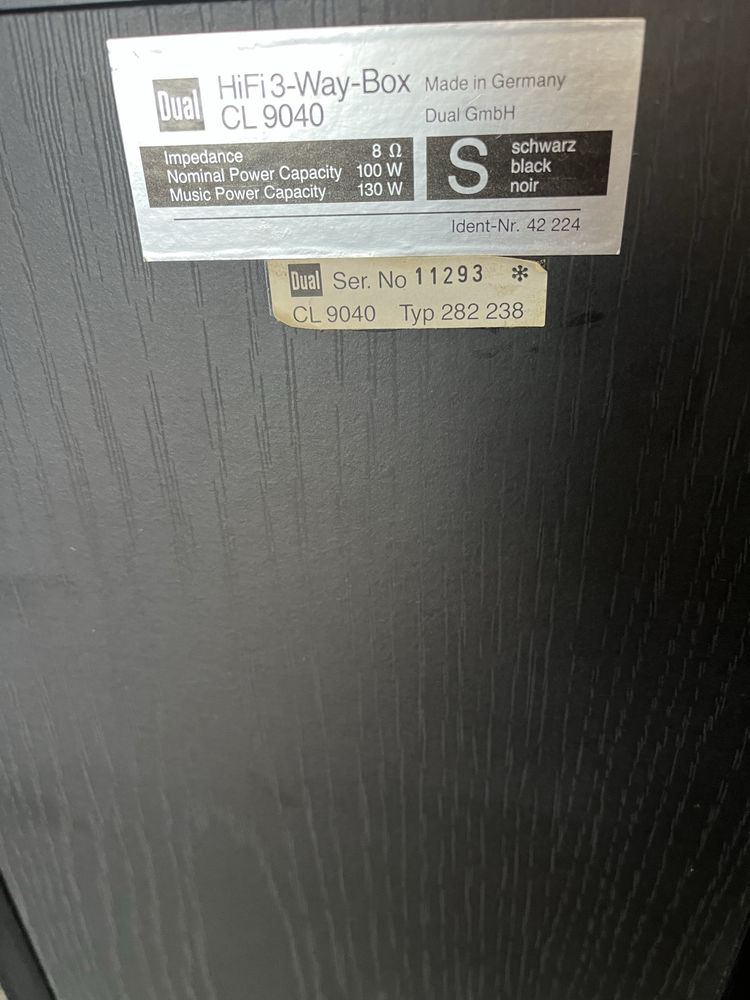 Dual HiFi 3-Way-Box Made in Germany
CL 9040 Dual GmbH
Impedance 8 Ω
Nominal Power Capacity 100 W
Music Power Capacity 130 W
S schwarz
black
noir
Ident-Nr. 42 224
Dual Ser. No 11293 *
CL 9040 Typ 282 238